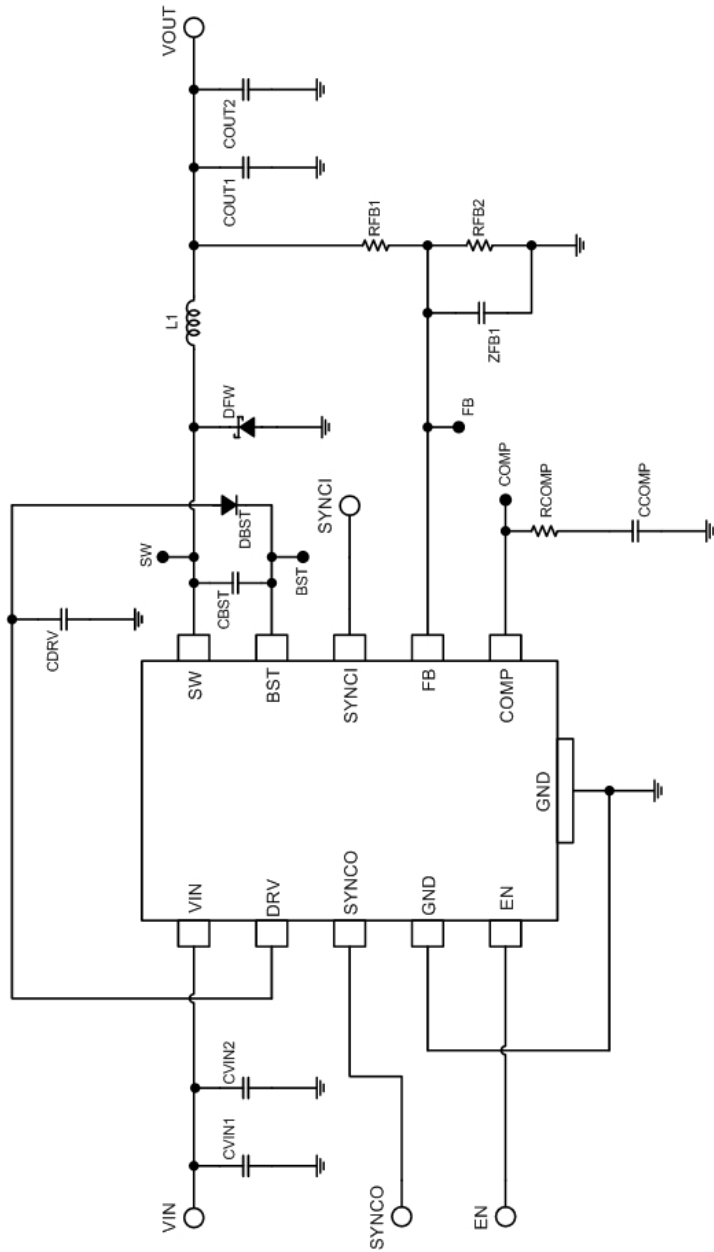 VOUT
COUT2
COUT1
RFB1
RFB2
ZFB1
L1
DFW
FB
SW
DBST
BST
CBST
SYNCI
COMP
RCOMP
CCOMP
CDRV
SW
BST
SYNCI
FB
COMP
GND
VIN
DRV
SYNCO
GND
EN
CVIN2
CVIN1
VIN
SYNCO
EN